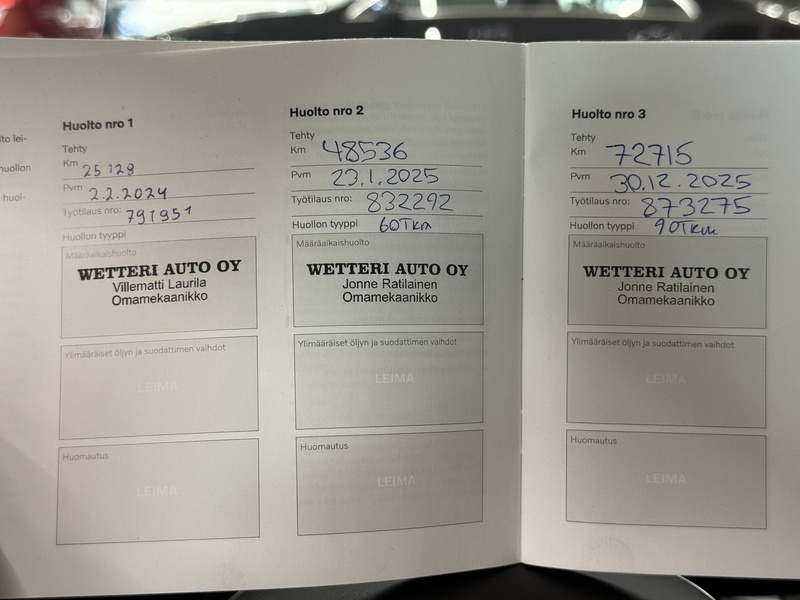 Huolto nro 1
Tehty
Km 25 128
Pvm 2.2.2024
Työtilaus nro: 791951
Huollon tyyppi
Määräaikaishuolto
WETTERI AUTO OY
Villematti Laurila
Omamekaanikko
Ylimääräiset öljyn ja suodattimen vaihdot
LEIMA
Huomautus
LEIMA
Huolto nro 2
Tehty
Km 48536
Pvm 23.1.2025
Työtilaus nro: 832292
Huollon tyyppi 60Tkm
Määräaikaishuolto
WETTERI AUTO OY
Jonne Ratilainen
Omamekaanikko
Ylimääräiset öljyn ja suodattimen vaihdot
LEIMA
Huomautus
LEIMA
Huolto nro 3
Tehty
Km 72715
Pvm 30.12.2025
Työtilaus nro: 873275
Huollon tyyppi 90Tkm
Määräaikaishuolto
WETTERI AUTO OY
Jonne Ratilainen
Omamekaanikko
Ylimääräiset öljyn ja suodattimen vaihdot
LEIMA
Huomautus
LEIMA